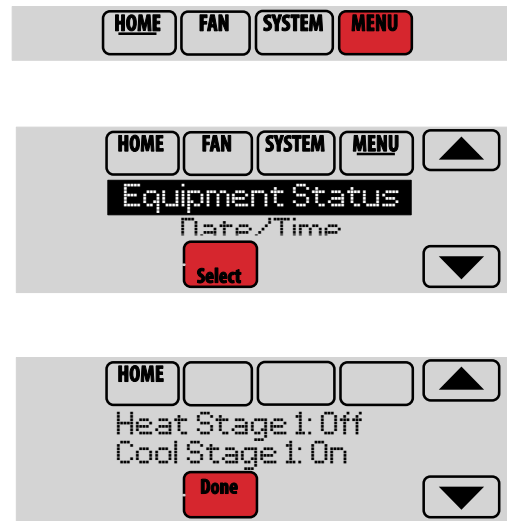 HOME FAN SYSTEM MENU
HOME FAN SYSTEM MENU
Equipment Status
Date/Time
Select
HOME
Heat Stage 1: Off
Cool Stage 1: On
Done